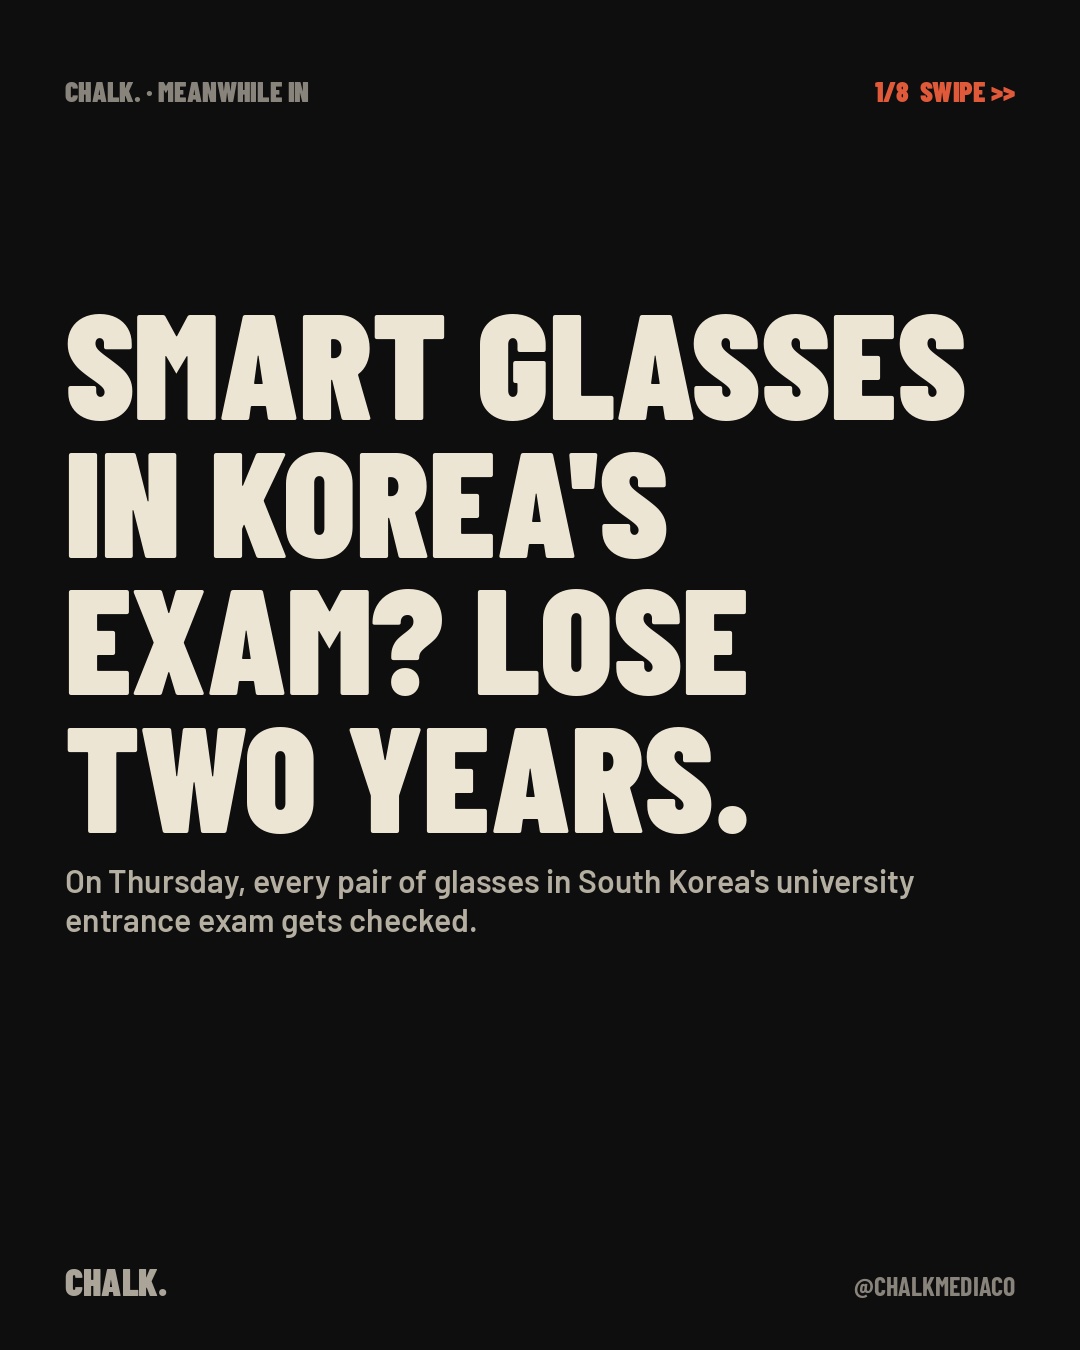 CHALK. · MEANWHILE IN
1/8 SWIPE >>
SMART GLASSES
IN KOREA'S
EXAM? LOSE
TWO YEARS.
On Thursday, every pair of glasses in South Korea's university
entrance exam gets checked.
CHALK.
@CHALKMEDIACO